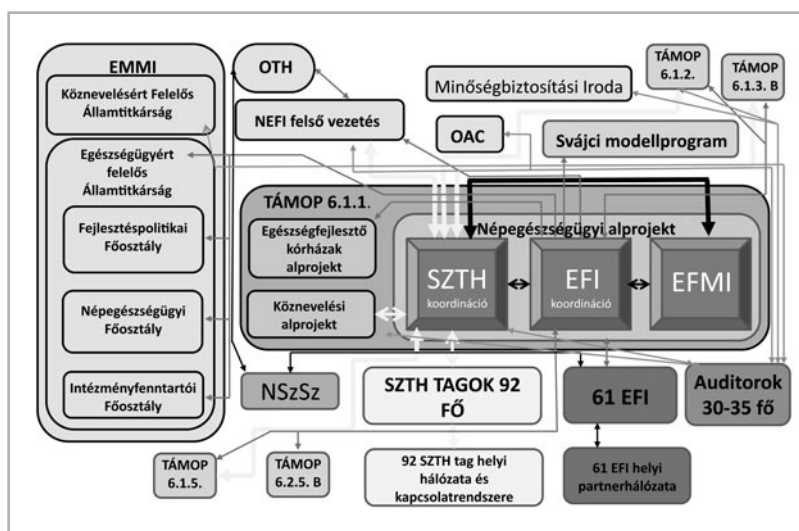 EMMI
Köznevelésért Felelős
Államtitkárság
Egészségügyért
felelős
Államtitkárság
Fejlesztéspolitikai
Főosztály
Népegészségügyi
Főosztály
Intézményfenntartói
Főosztály
OTH
NEFI felső vezetés
Minőségbiztosítási Iroda
OAC
Svájci modellprogram
TÁMOP
6.1.2.
TÁMOP
6.1.3. B
TÁMOP 6.1.1.
Egészségfejlesztő
kórházak
alprojekt
Köznevelési
alprojekt
Népegészségügyi alprojekt
SZTH
koordináció
EFI
koordináció
EFMI
NSzSz
SZTH TAGOK 92
FŐ
61 EFI
Auditorok
30-35 fő
TÁMOP
6.1.5.
TÁMOP
6.2.5. B
92 SZTH tag helyi
hálózata és
kapcsolatrendszere
61 EFI helyi
partnerhálózata